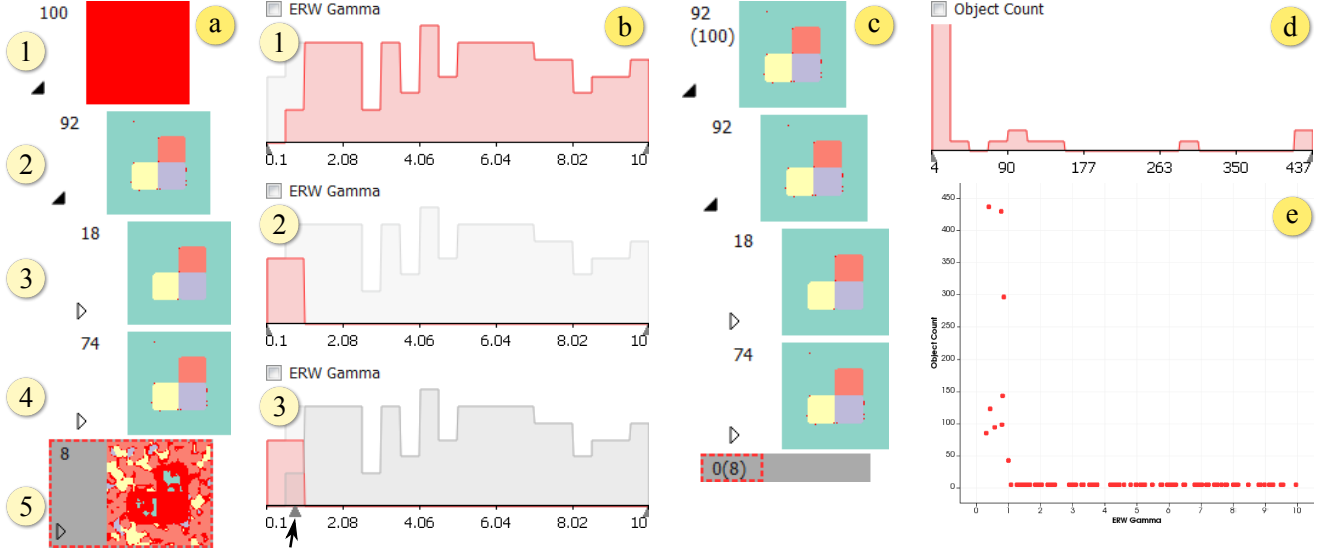 100
1
a
92
2
18
3
74
4
8
5
ERW Gamma
b
1
0.1 2.08 4.06 6.04 8.02 10
ERW Gamma
2
0.1 2.08 4.06 6.04 8.02 10
ERW Gamma
3
0.1 2.08 4.06 6.04 8.02 10
92
(100)
c
92
18
74
0(8)
Object Count
d
4 90 177 263 350 437
e
Object Count
450
400
350
300
250
200
150
100
50
0
0 1 2 3 4 5 6 7 8 9 10
ERW Gamma